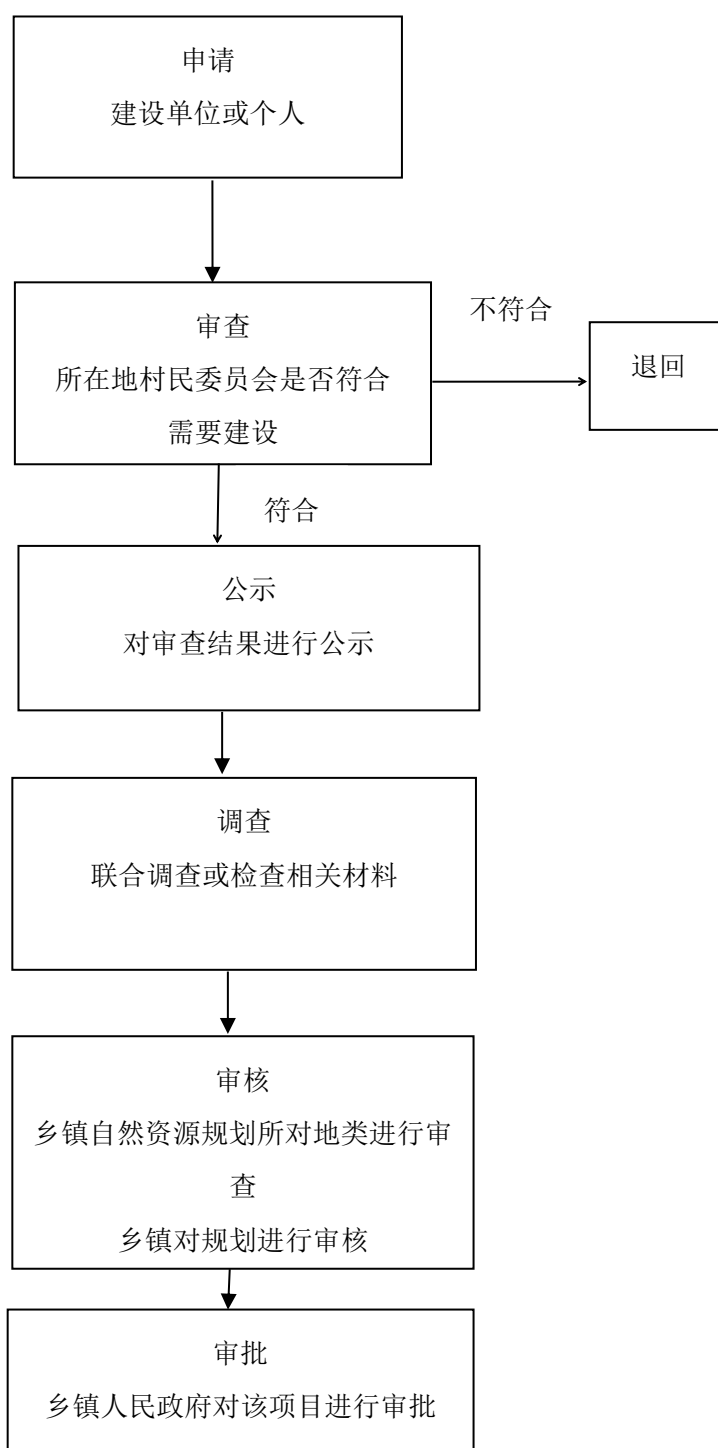 申请
建设单位或个人
审查
所在地村民委员会是否符合
需要建设
不符合
退回
符合
公示
对审查结果进行公示
调查
联合调查或检查相关材料
审核
乡镇自然资源规划所对地类进行审
查
乡镇对规划进行审核
审批
乡镇人民政府对该项目进行审批